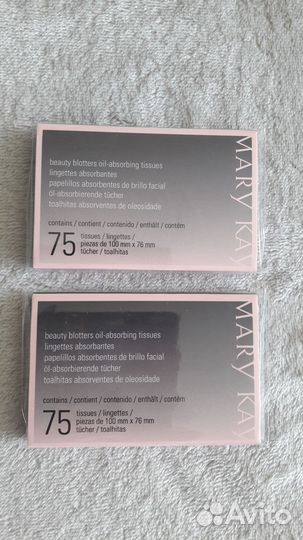 beauty blotters oil-absorbing tissues
lingettes absorbantes
papelillos absorbentes de brillo facial
öl-absorbierende tücher
toalhitas absorventes de oleosidade
contains / contient / contenido / enthält / contém
75 tissues / lingettes /
piezas de 100 mm x 76 mm
tücher / toalhitas
MARY KAY
beauty blotters oil-absorbing tissues
lingettes absorbantes
papelillos absorbentes de brillo facial
öl-absorbierende tücher
toalhitas absorventes de oleosidade
contains / contient / contenido / enthält / contém
75 tissues / lingettes /
piezas de 100 mm x 76 mm
tücher / toalhitas
MARY KAY
Avito